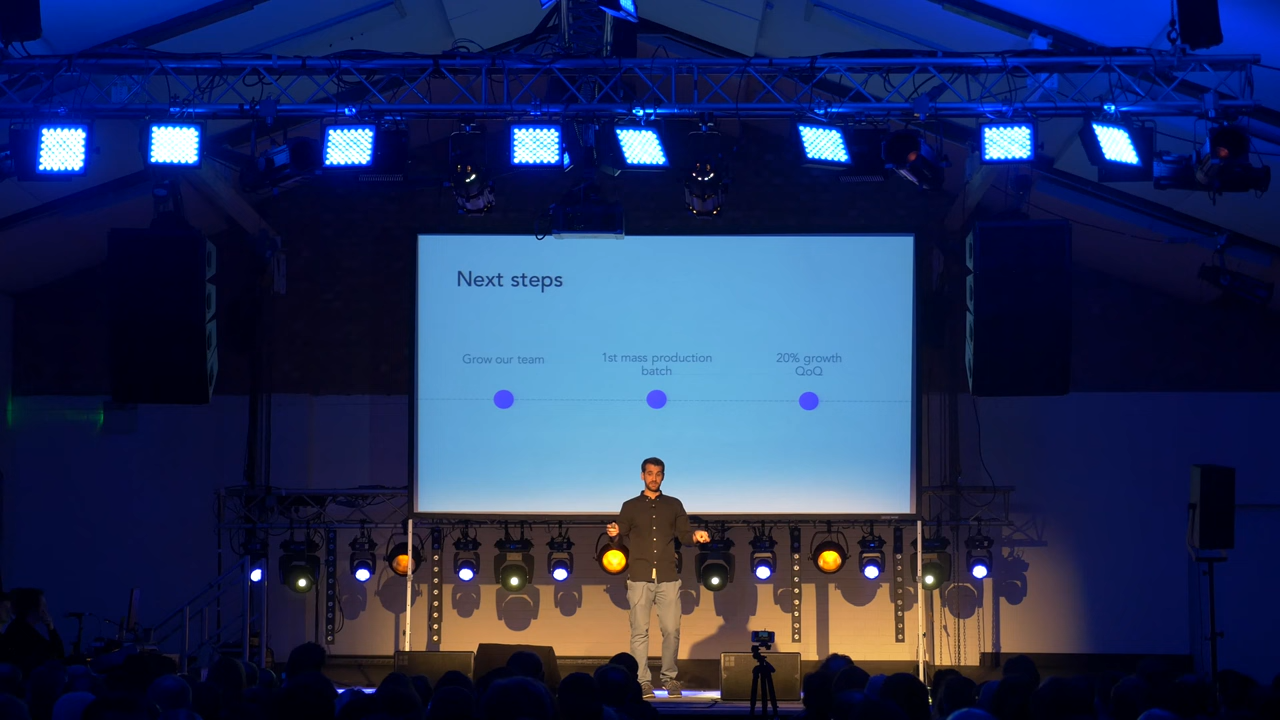 Next steps
Grow our team
1st mass production
batch
20% growth
QoQ